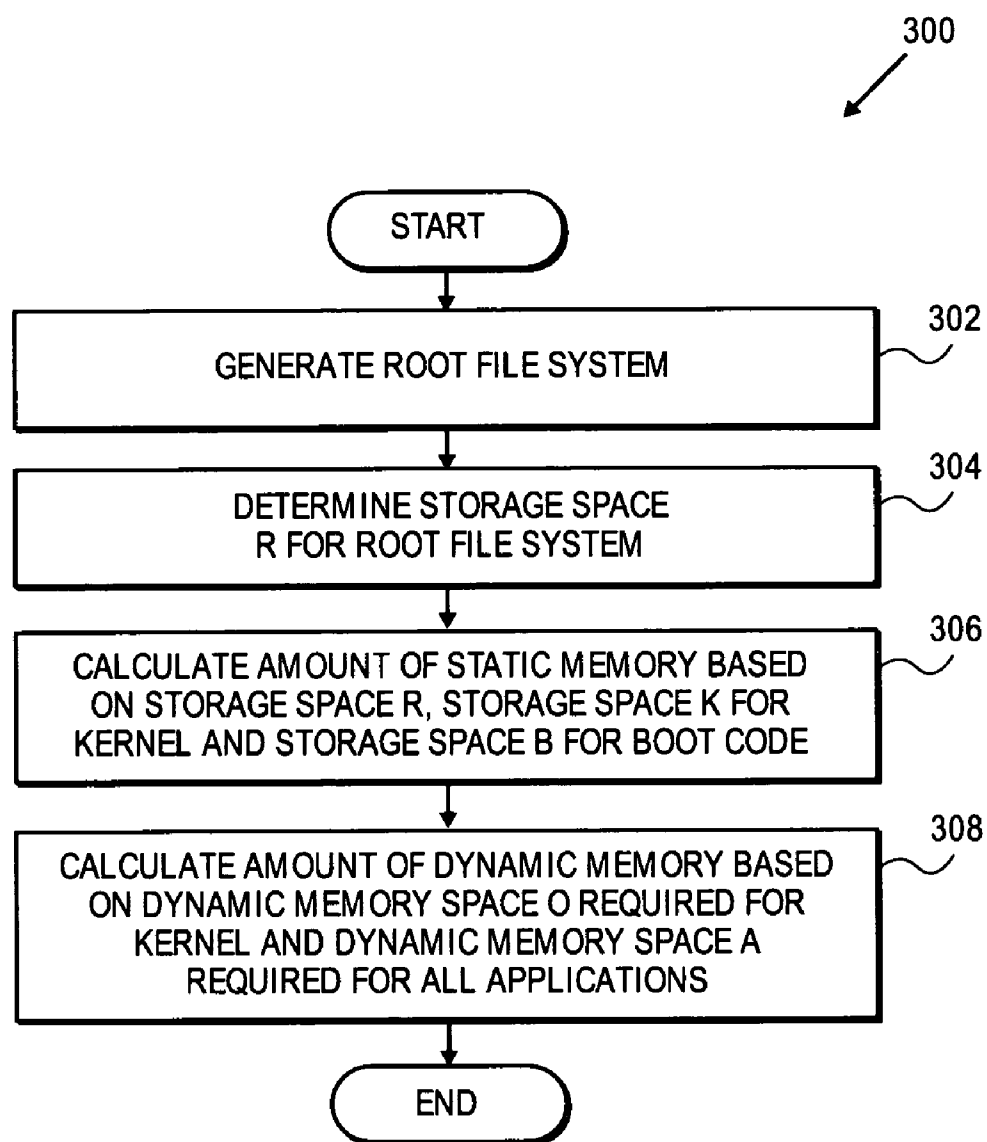 300
START
302
GENERATE ROOT FILE SYSTEM
304
DETERMINE STORAGE SPACE
R FOR ROOT FILE SYSTEM
306
CALCULATE AMOUNT OF STATIC MEMORY BASED
ON STORAGE SPACE R, STORAGE SPACE K FOR
KERNEL AND STORAGE SPACE B FOR BOOT CODE
308
CALCULATE AMOUNT OF DYNAMIC MEMORY BASED
ON DYNAMIC MEMORY SPACE O REQUIRED FOR
KERNEL AND DYNAMIC MEMORY SPACE A
REQUIRED FOR ALL APPLICATIONS
END